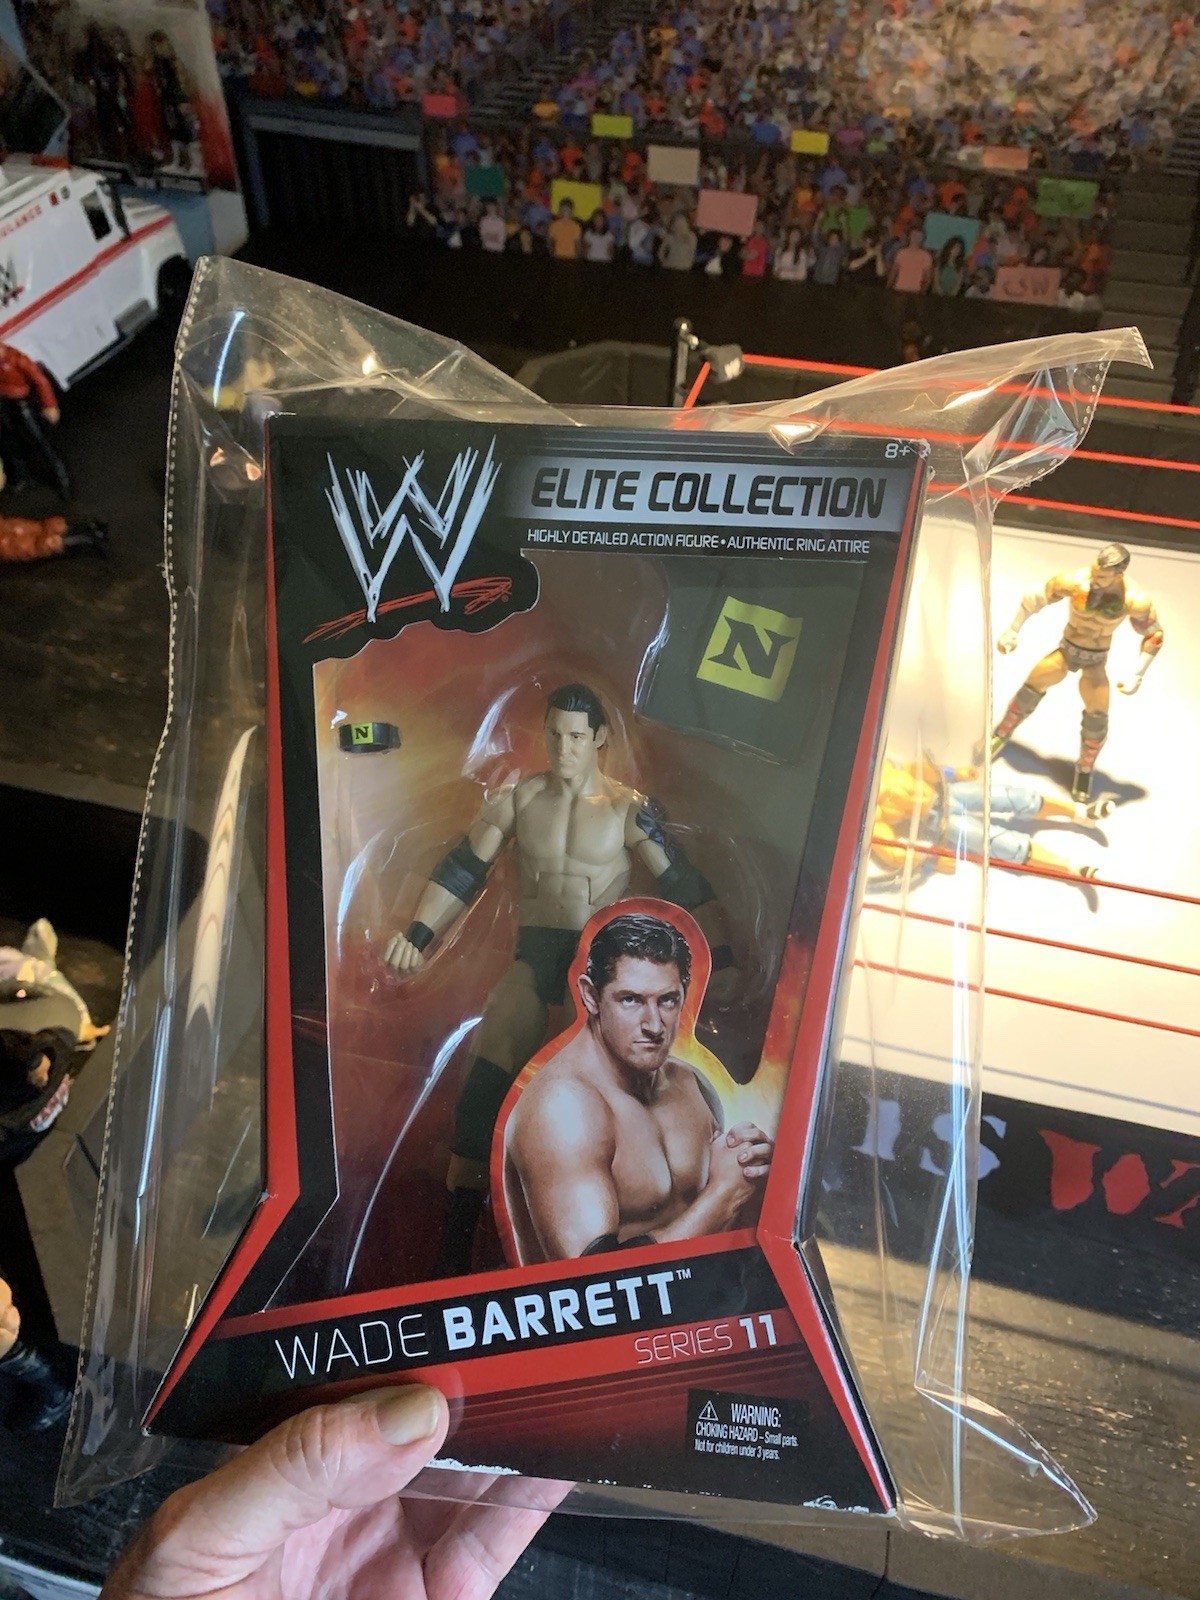 CSW
8+
W
ELITE COLLECTION
HIGHLY DETAILED ACTION FIGURE • AUTHENTIC RING ATTIRE
N
N
IS
WADE BARRETT™
SERIES 11
⚠ WARNING:
CHOKING HAZARD – Small parts.
Not for children under 3 years.